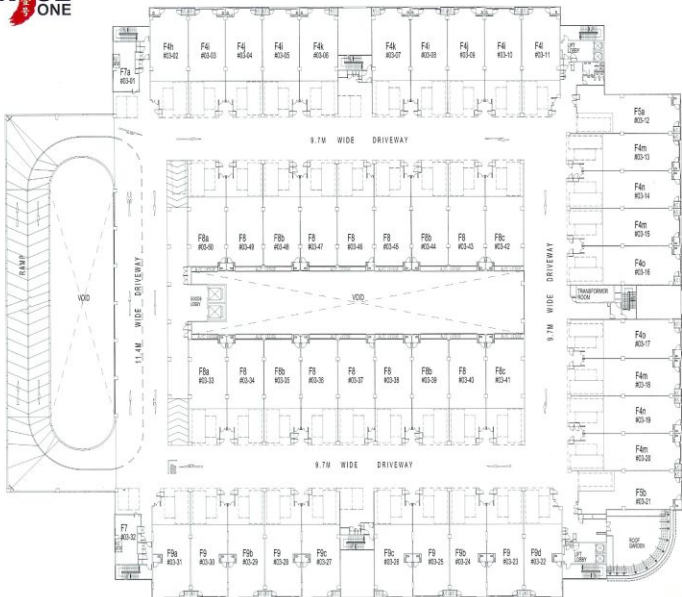 ONE
F7a
#03-01
F4h
#03-02
F4i
#03-03
F4j
#03-04
F4i
#03-05
F4k
#03-06
F4k
#03-07
F4i
#03-08
F4j
#03-09
F4i
#03-10
F4i
#03-11
LIFT
LOBBY
F5a
#03-12
F4m
#03-13
F4n
#03-14
F4m
#03-15
F4o
#03-16
9.7M WIDE DRIVEWAY
F8a
#03-50
F8
#03-49
F8b
#03-48
F8
#03-47
F8
#03-46
F8
#03-45
F8b
#03-44
F8
#03-43
F8c
#03-42
RAMP
VOID
11.4M WIDE DRIVEWAY
GOODS
LOBBY
VOID
9.7M WIDE DRIVEWAY
TRANSFORMER
ROOM
F8a
#03-33
F8
#03-34
F8b
#03-35
F8
#03-36
F8
#03-37
F8
#03-38
F8b
#03-39
F8
#03-40
F8c
#03-41
F4o
#03-17
F4m
#03-18
F4n
#03-19
F4m
#03-20
F5b
#03-21
9.7M WIDE DRIVEWAY
F7
#03-32
F9a
#03-31
F9
#03-30
F9b
#03-29
F9
#03-28
F9c
#03-27
F9c
#03-26
F9
#03-25
F9b
#03-24
F9
#03-23
F9d
#03-22
LIFT
LOBBY
ROOF
GARDEN